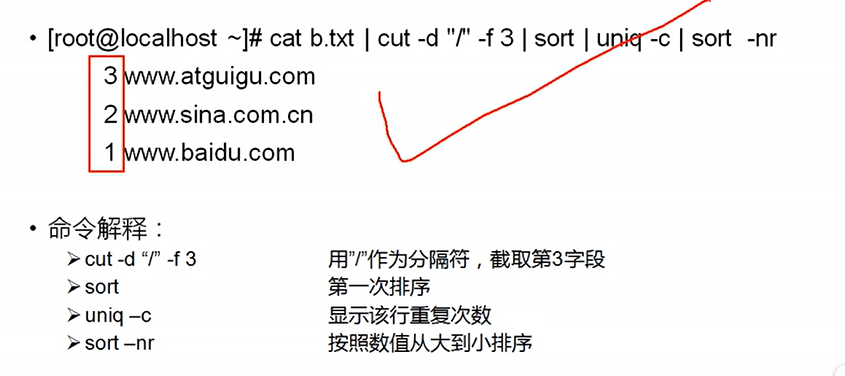 • [root@localhost ~]# cat b.txt | cut -d "/" -f 3 | sort | uniq -c | sort -nr
3 www.atguigu.com
2 www.sina.com.cn
1 www.baidu.com
• 命令解释：
➢ cut -d “/” -f 3 用”/”作为分隔符，截取第3字段
➢ sort 第一次排序
➢ uniq –c 显示该行重复次数
➢ sort –nr 按照数值从大到小排序